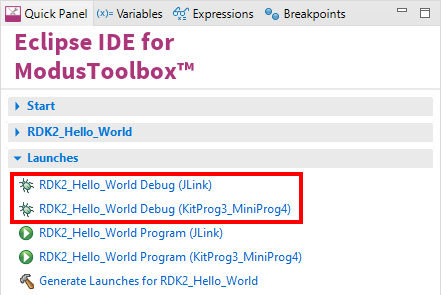 Quick Panel (x)= Variables Expressions Breakpoints
Eclipse IDE for
ModusToolbox™
Start
RDK2_Hello_World
Launches
RDK2_Hello_World Debug (JLink)
RDK2_Hello_World Debug (KitProg3_MiniProg4)
RDK2_Hello_World Program (JLink)
RDK2_Hello_World Program (KitProg3_MiniProg4)
Generate Launches for RDK2_Hello_World